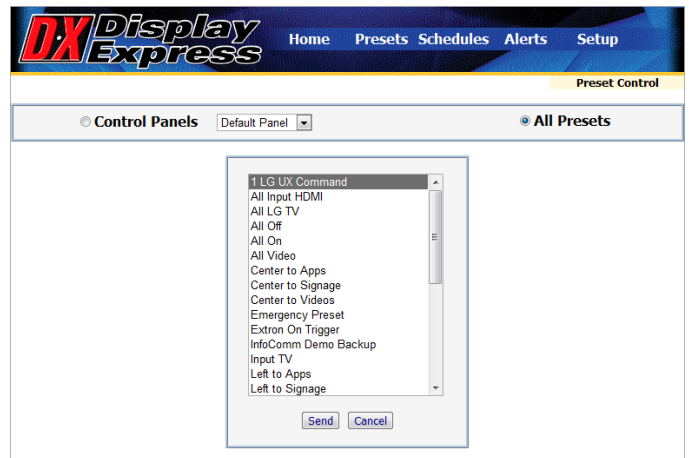 DX Display Express
Home Presets Schedules Alerts Setup
Preset Control
Control Panels Default Panel All Presets
1 LG UX Command
All Input HDMI
All LG TV
All Off
All On
All Video
Center to Apps
Center to Signage
Center to Videos
Emergency Preset
Extron On Trigger
InfoComm Demo Backup
Input TV
Left to Apps
Left to Signage
Send Cancel